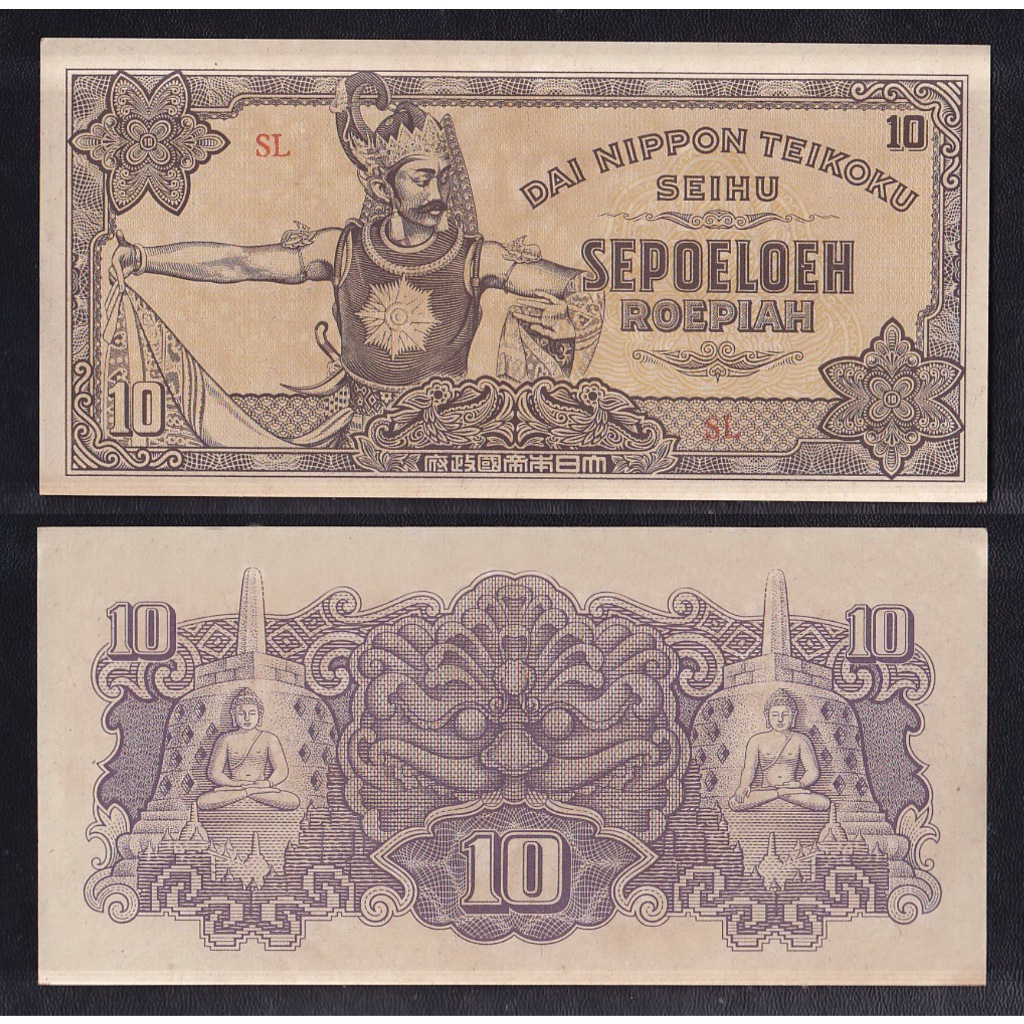 SL
10
DAI NIPPON TEIKOKU
SEIHU
SEPOELOEH
ROEPIAH
10
SL
府政國帝本日大
10
10
10